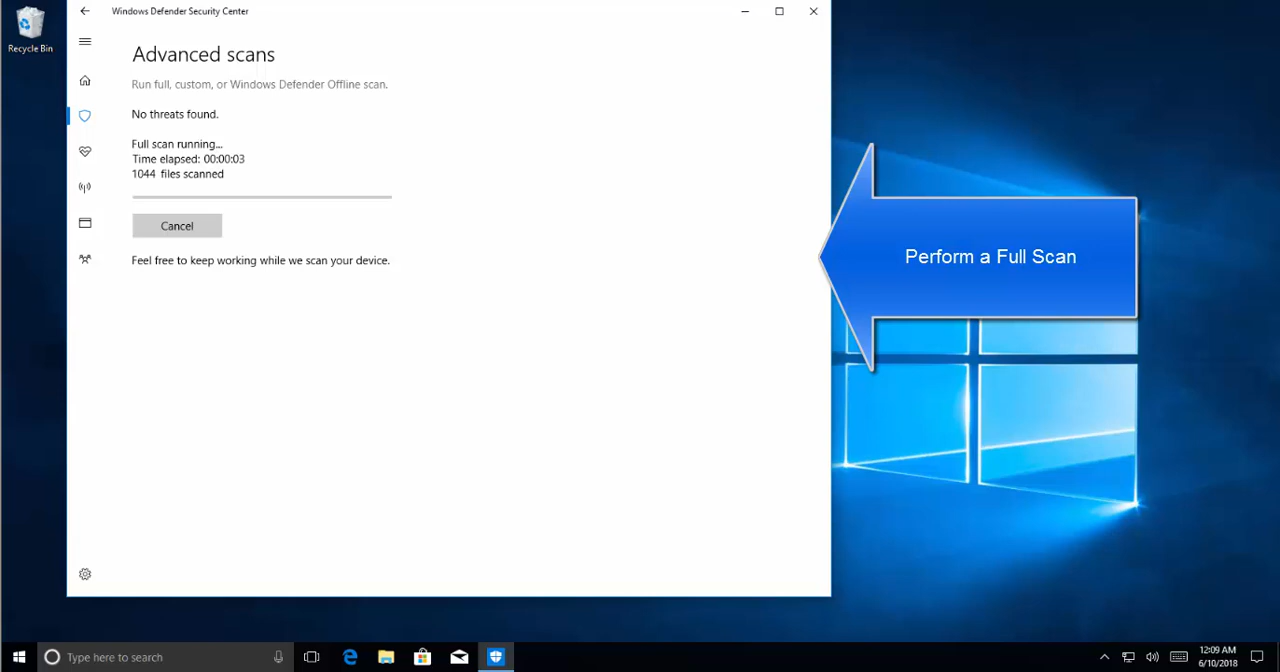 Recycle Bin
Windows Defender Security Center
Advanced scans
Run full, custom, or Windows Defender Offline scan.
No threats found.
Full scan running...
Time elapsed: 00:00:03
1044 files scanned
Cancel
Feel free to keep working while we scan your device.
Perform a Full Scan
Type here to search
12:09 AM
6/10/2018